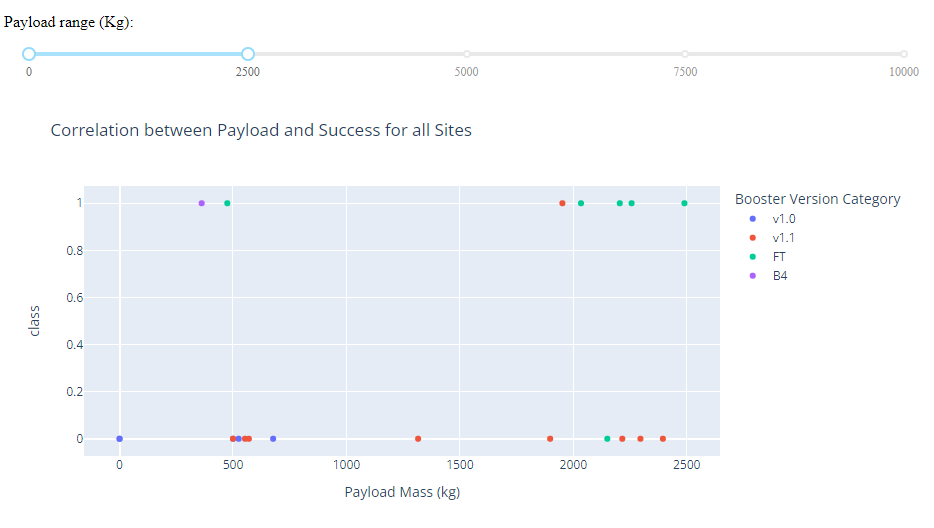 Payload range (Kg):
0 2500 5000 7500 10000
Correlation between Payload and Success for all Sites
Booster Version Category
v1.0
v1.1
FT
B4
class
1
0.8
0.6
0.4
0.2
0
0 500 1000 1500 2000 2500
Payload Mass (kg)